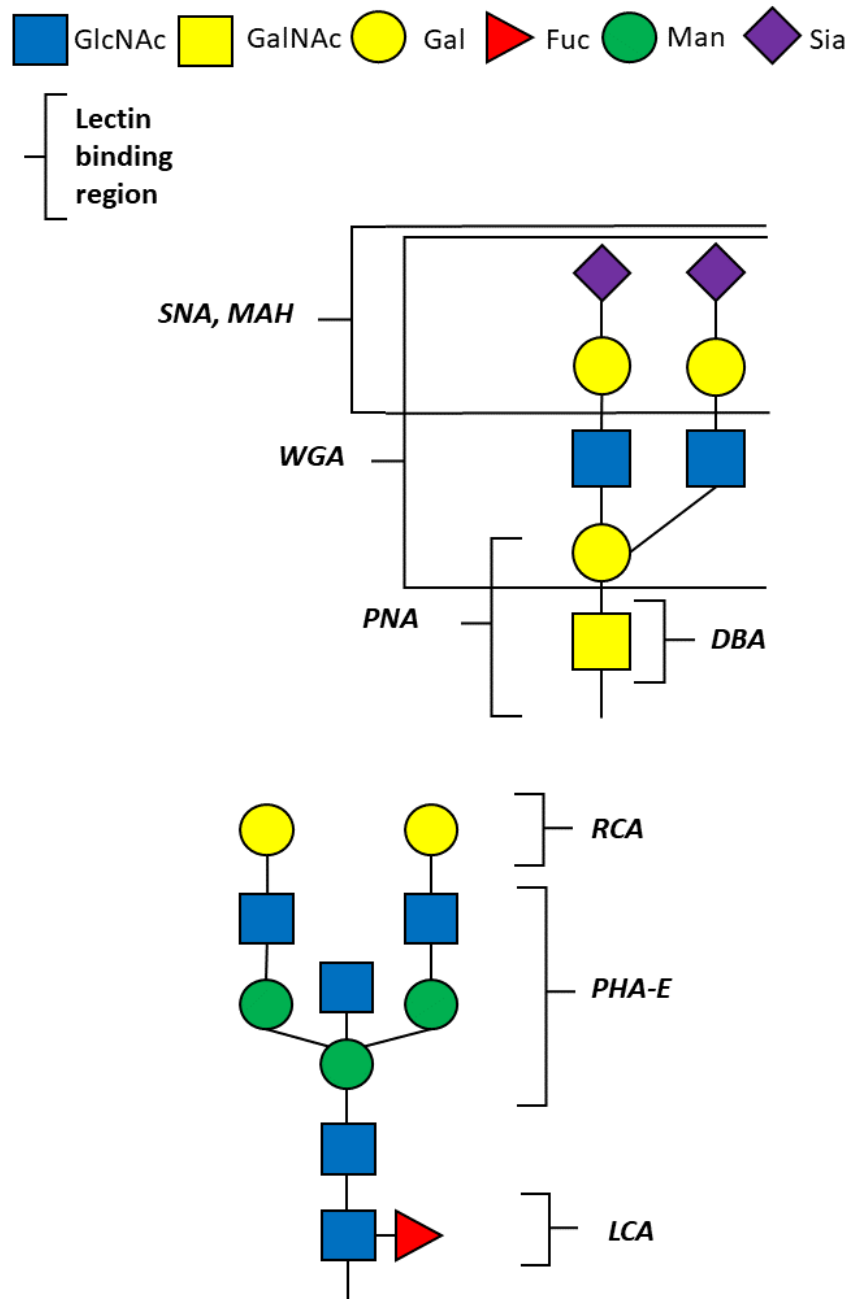 GlcNAc GalNAc Gal Fuc Man Sia
Lectin
binding
region
SNA, MAH
WGA
PNA
DBA
RCA
PHA-E
LCA